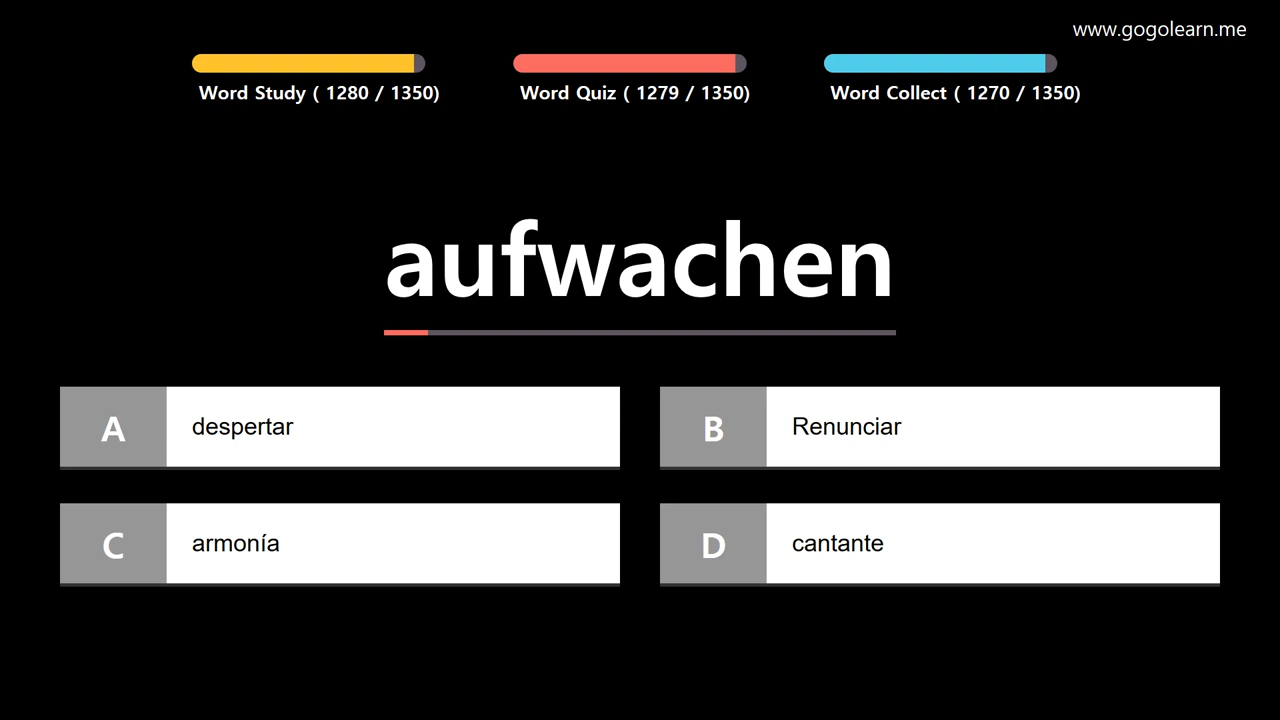 www.gogolearn.me
Word Study ( 1280 / 1350)
Word Quiz ( 1279 / 1350)
Word Collect ( 1270 / 1350)
aufwachen
A despertar
B Renunciar
C armonía
D cantante